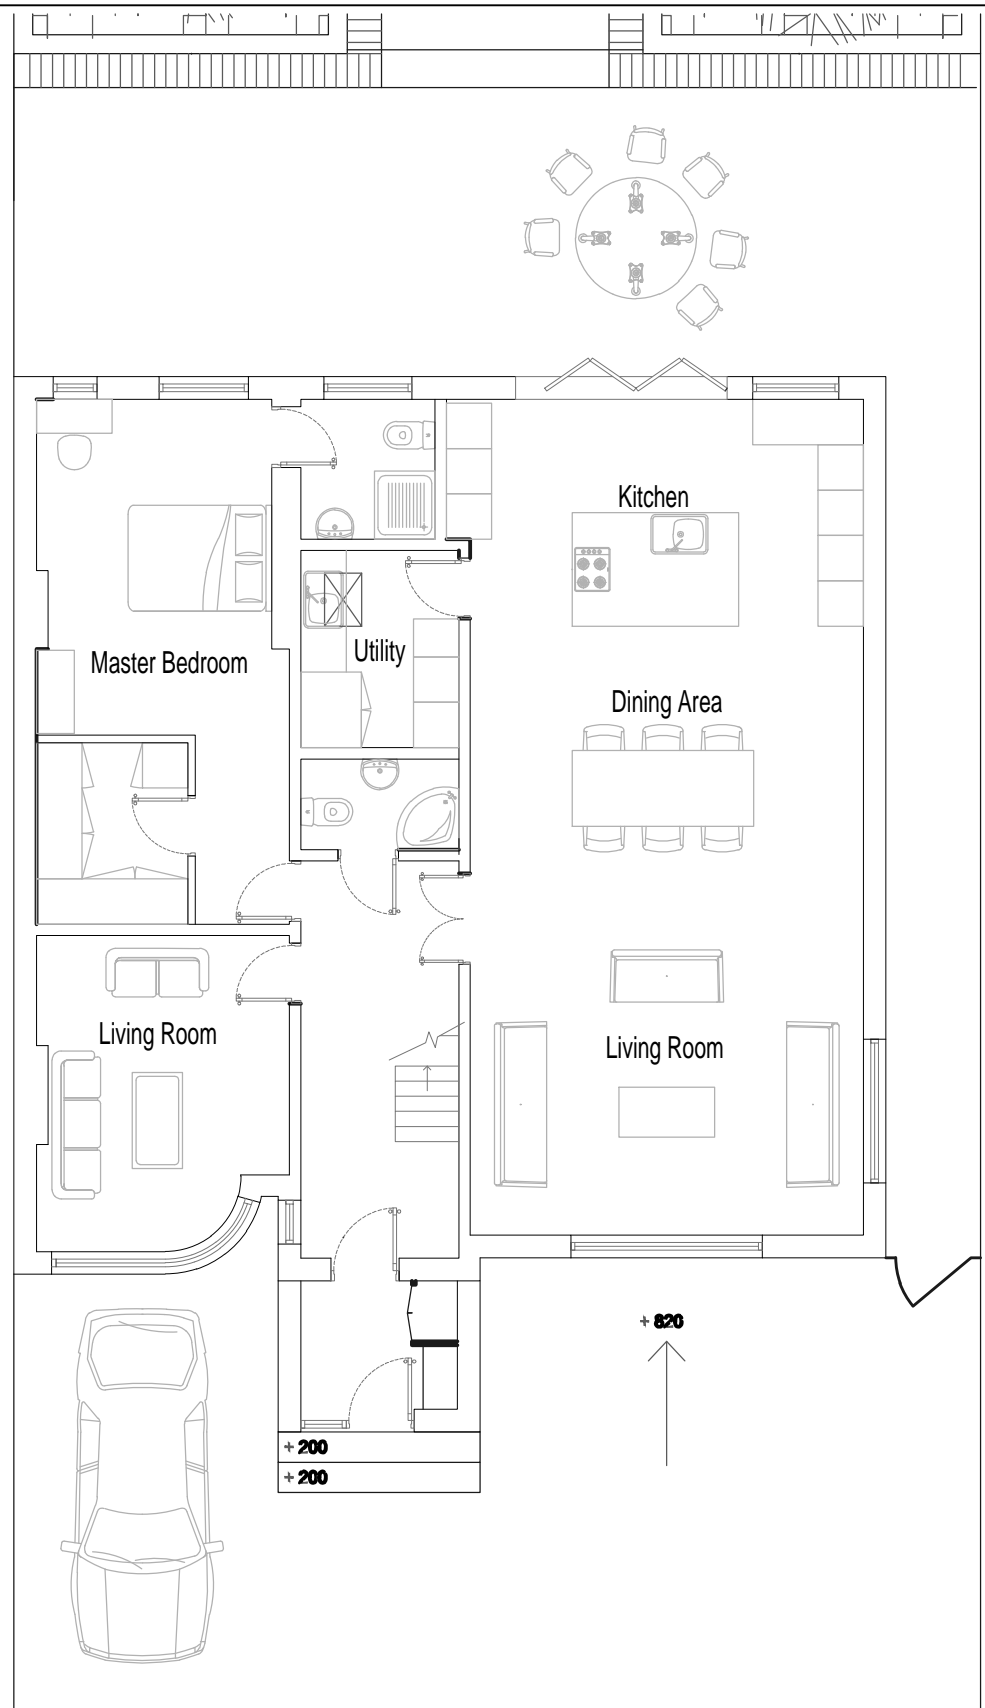 Kitchen
Utility
Master Bedroom
Dining Area
Living Room
Living Room
+ 820
+ 200
+ 200